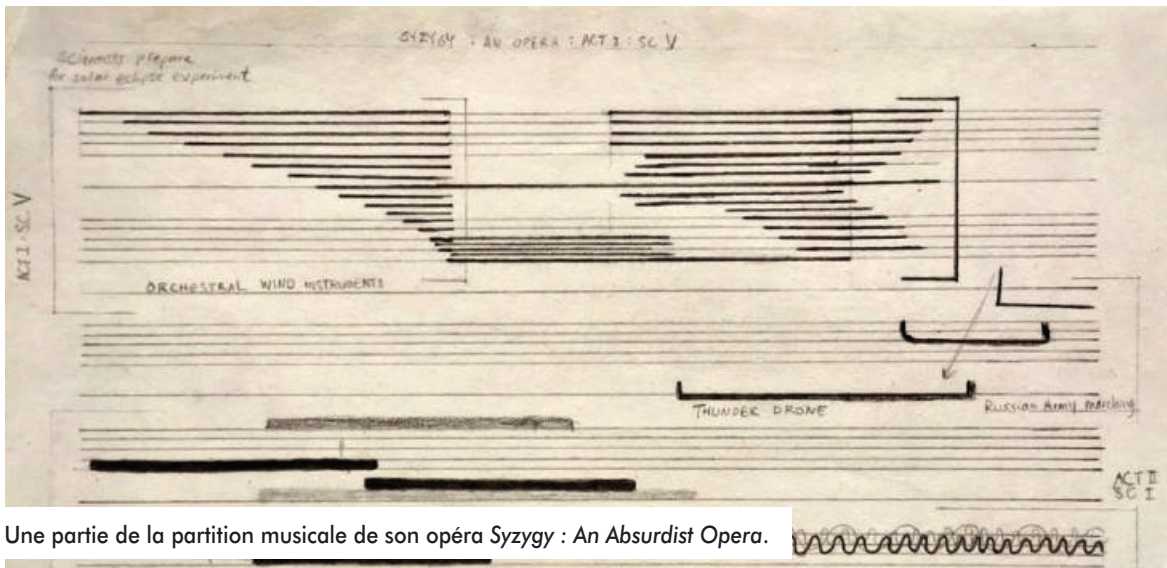 SYZYGY : AN OPERA : ACT I : SC V
Scientists prepare
for solar eclipse experiment
ACT I : SC V
ORCHESTRAL WIND INSTRUMENTS
THUNDER DRONE
Russian Army marching
ACT II
SC I
Une partie de la partition musicale de son opéra Syzygy : An Absurdist Opera.